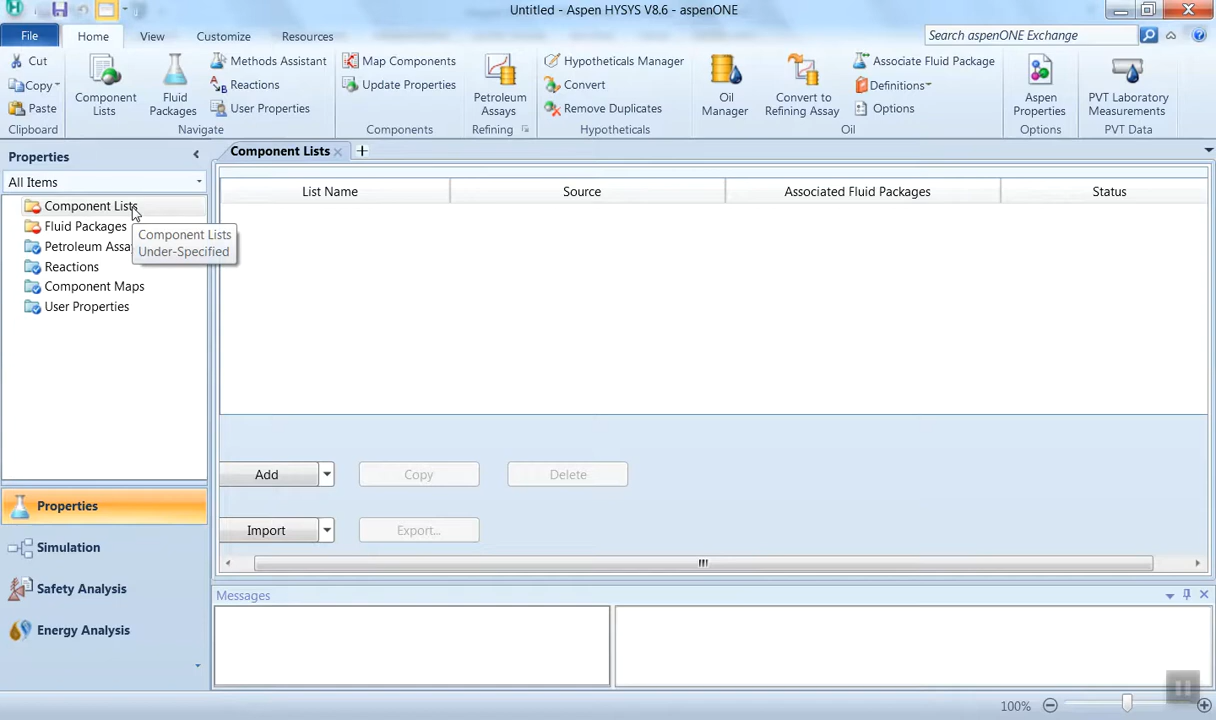 Untitled - Aspen HYSYS V8.6 - aspenONE
File
Home
View
Customize
Resources
Search aspenONE Exchange
Cut
Copy
Paste
Clipboard
Component Lists
Fluid Packages
Methods Assistant
Reactions
User Properties
Navigate
Map Components
Update Properties
Components
Petroleum Assays
Refining
Hypotheticals Manager
Convert
Remove Duplicates
Hypotheticals
Oil Manager
Convert to Refining Assay
Associate Fluid Package
Definitions
Options
Oil
Aspen Properties
Options
PVT Laboratory Measurements
PVT Data
Properties
All Items
Component Lists
Fluid Packages
Petroleum Assa
Reactions
Component Maps
User Properties
Component Lists
Under-Specified
Properties
Simulation
Safety Analysis
Energy Analysis
Component Lists
List Name
Source
Associated Fluid Packages
Status
Add
Copy
Delete
Import
Export...
Messages
100%